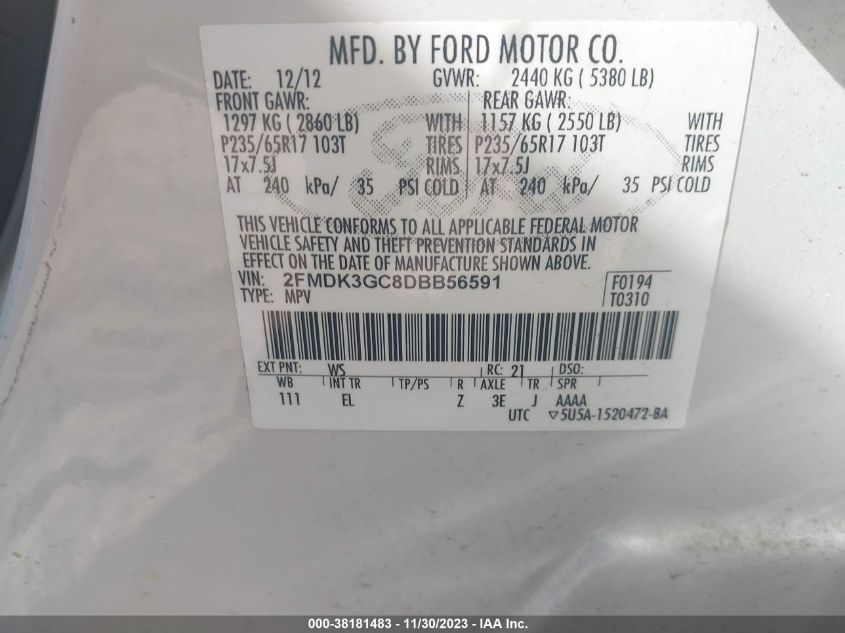 MFD. BY FORD MOTOR CO.
DATE: 12/12 GVWR: 2440 KG ( 5380 LB)
FRONT GAWR: REAR GAWR:
1297 KG ( 2860 LB) WITH 1157 KG ( 2550 LB) WITH
P235/65R17 103T TIRES P235/65R17 103T TIRES
17x7.5J RIMS 17x7.5J RIMS
AT 240 kPa/ 35 PSI COLD AT 240 kPa/ 35 PSI COLD
THIS VEHICLE CONFORMS TO ALL APPLICABLE FEDERAL MOTOR
VEHICLE SAFETY AND THEFT PREVENTION STANDARDS IN
EFFECT ON THE DATE OF MANUFACTURE SHOWN ABOVE.
VIN: 2FMDK3GC8DBB56591 F0194
TYPE: MPV T0310
EXT PNT: WS RC: 21 DSO:
WB INT TR TP/PS R AXLE TR SPR
111 EL Z 3E J AAAA
UTC ▽5U5A-1520472-BA
000-38181483 - 11/30/2023 - IAA Inc.